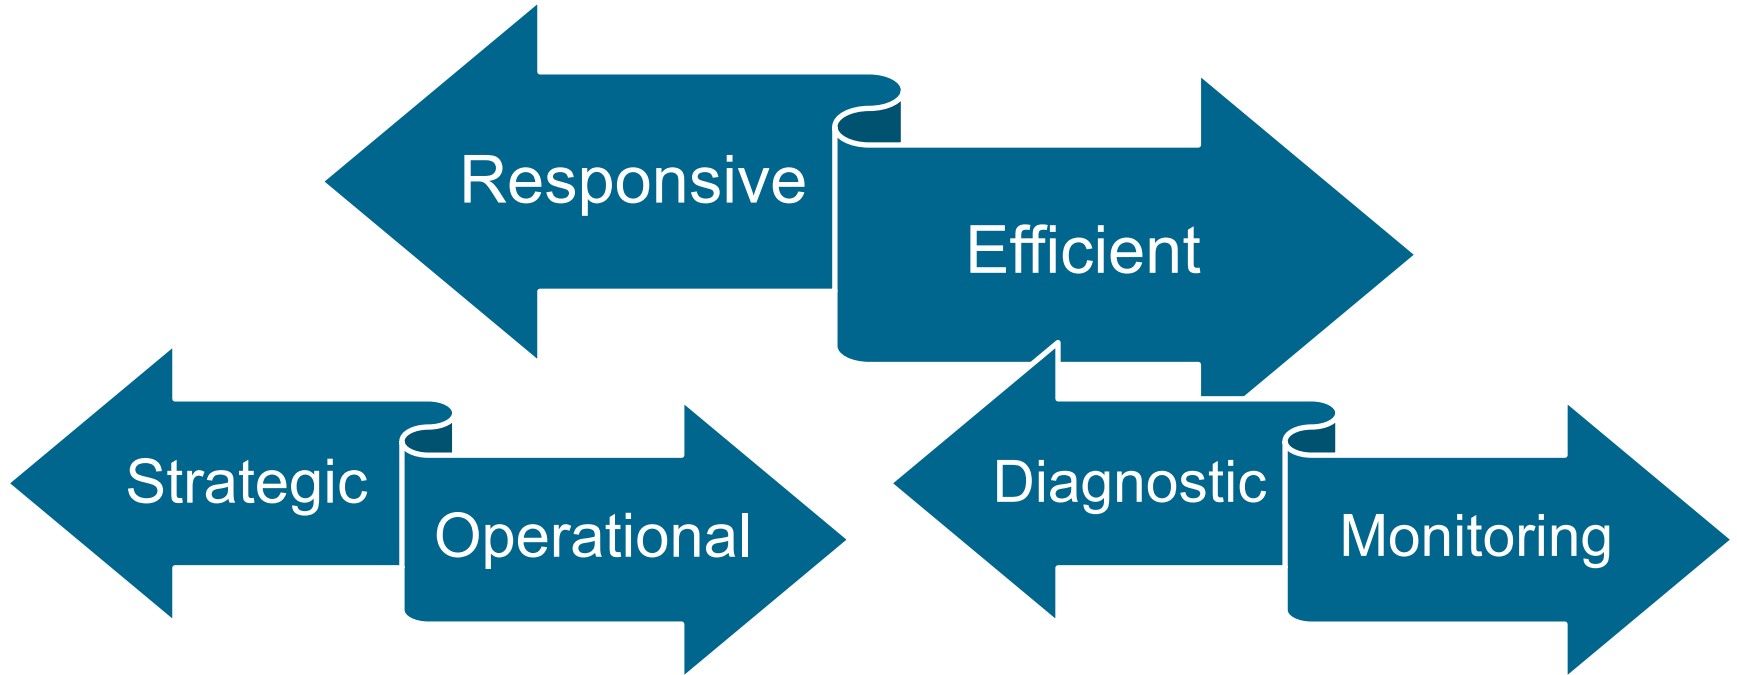 Responsive
Efficient
Strategic
Operational
Diagnostic
Monitoring